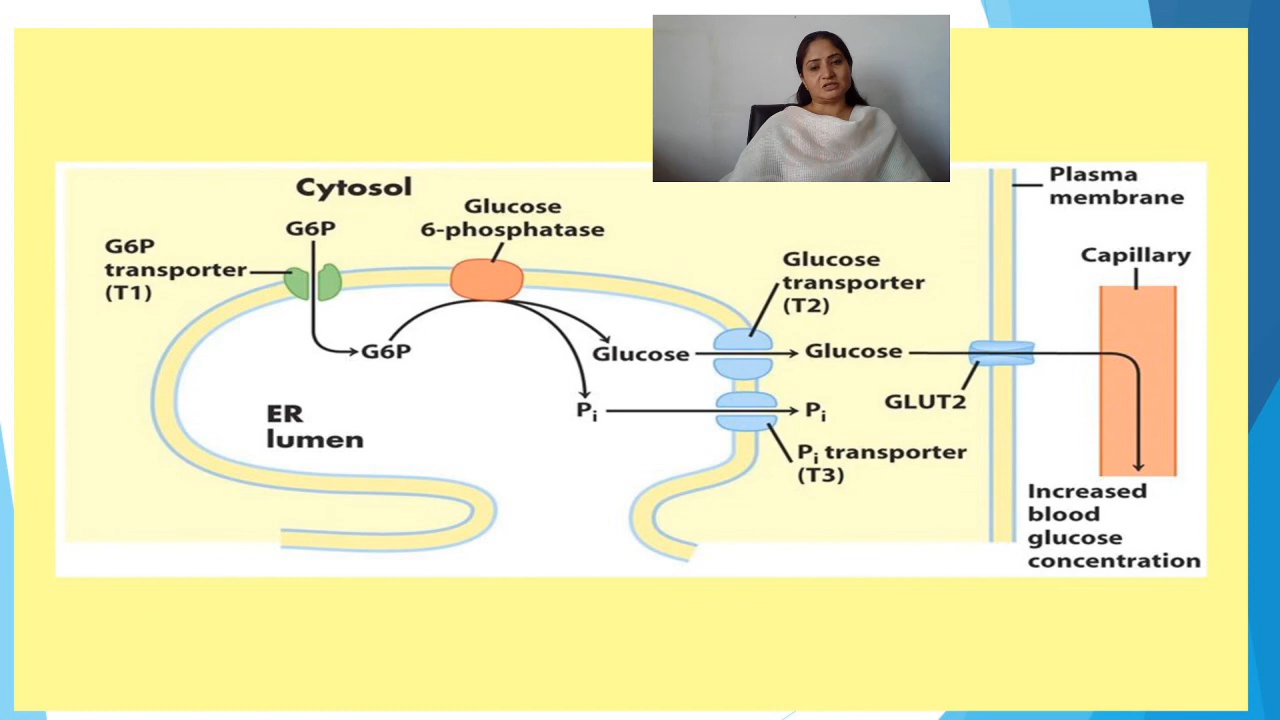 Cytosol
G6P
G6P
transporter
(T1)
Glucose
6-phosphatase
Glucose
transporter
(T2)
Plasma
membrane
Capillary
G6P
Glucose
Glucose
ER
lumen
Pi
Pi
GLUT2
Pi transporter
(T3)
Increased
blood
glucose
concentration